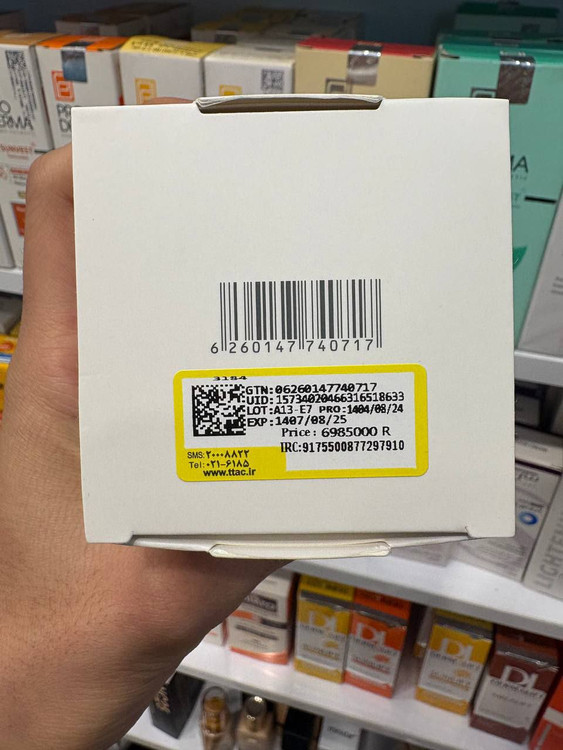 6 260147 740717
3184
GTN:06260147740717
UID:15734020466316518633
LOT:A13-E7 PRO:1404/08/24
EXP:1407/08/25
Price : 6985000 R
IRC:9175500877297910
SMS:۲۰۰۰۸۸۲۲
Tel:۰۲۱-۶۱۸۵
www.ttac.ir